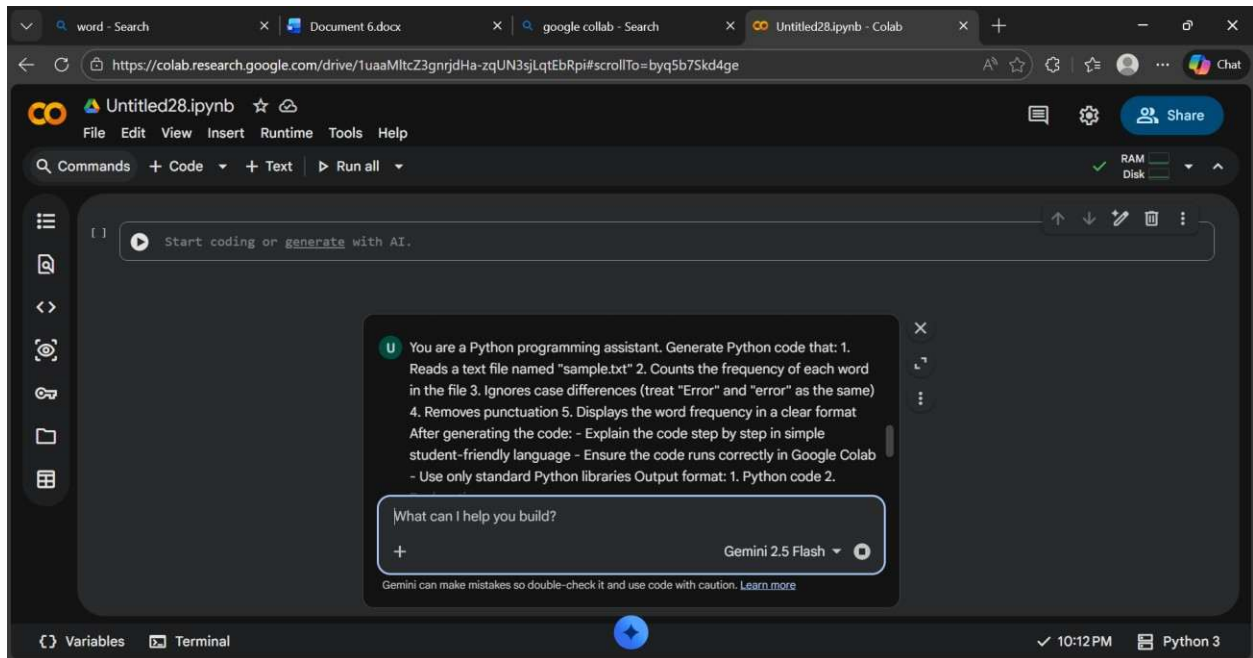 word - Search
Document 6.docx
google collab - Search
Untitled28.ipynb - Colab
https://colab.research.google.com/drive/1uaaMltcZ3gnrjdHa-zqUN3sjLqtEbRpi#scrollTo=byq5b7Skd4ge
Chat
Untitled28.ipynb
File Edit View Insert Runtime Tools Help
Share
Commands + Code + Text Run all
RAM
Disk
[ ] Start coding or generate with AI.
U You are a Python programming assistant. Generate Python code that: 1.
Reads a text file named "sample.txt" 2. Counts the frequency of each word
in the file 3. Ignores case differences (treat "Error" and "error" as the same)
4. Removes punctuation 5. Displays the word frequency in a clear format
After generating the code: - Explain the code step by step in simple
student-friendly language - Ensure the code runs correctly in Google Colab
- Use only standard Python libraries Output format: 1. Python code 2.
What can I help you build?
Gemini 2.5 Flash
Gemini can make mistakes so double-check it and use code with caution. Learn more
{} Variables Terminal
10:12 PM Python 3